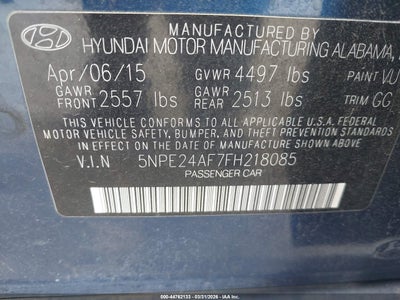 MANUFACTURED BY
HYUNDAI MOTOR MANUFACTURING ALABAMA,
Apr/06/15 GVWR 4497 lbs PAINT VU
GAWR FRONT 2557 lbs GAWR REAR 2513 lbs TRIM GG
THIS VEHICLE CONFORMS TO ALL APPLICABLE U.S.A. FEDERAL
MOTOR VEHICLE SAFETY, BUMPER, AND THEFT PREVENTION STANDARDS
IN EFFECT ON THE DATE OF MANUFACTURE SHOWN ABOVE.
V.I.N 5NPE24AF7FH218085
PASSENGER CAR
000-44762133 - 03/31/2026 - IAA Inc.